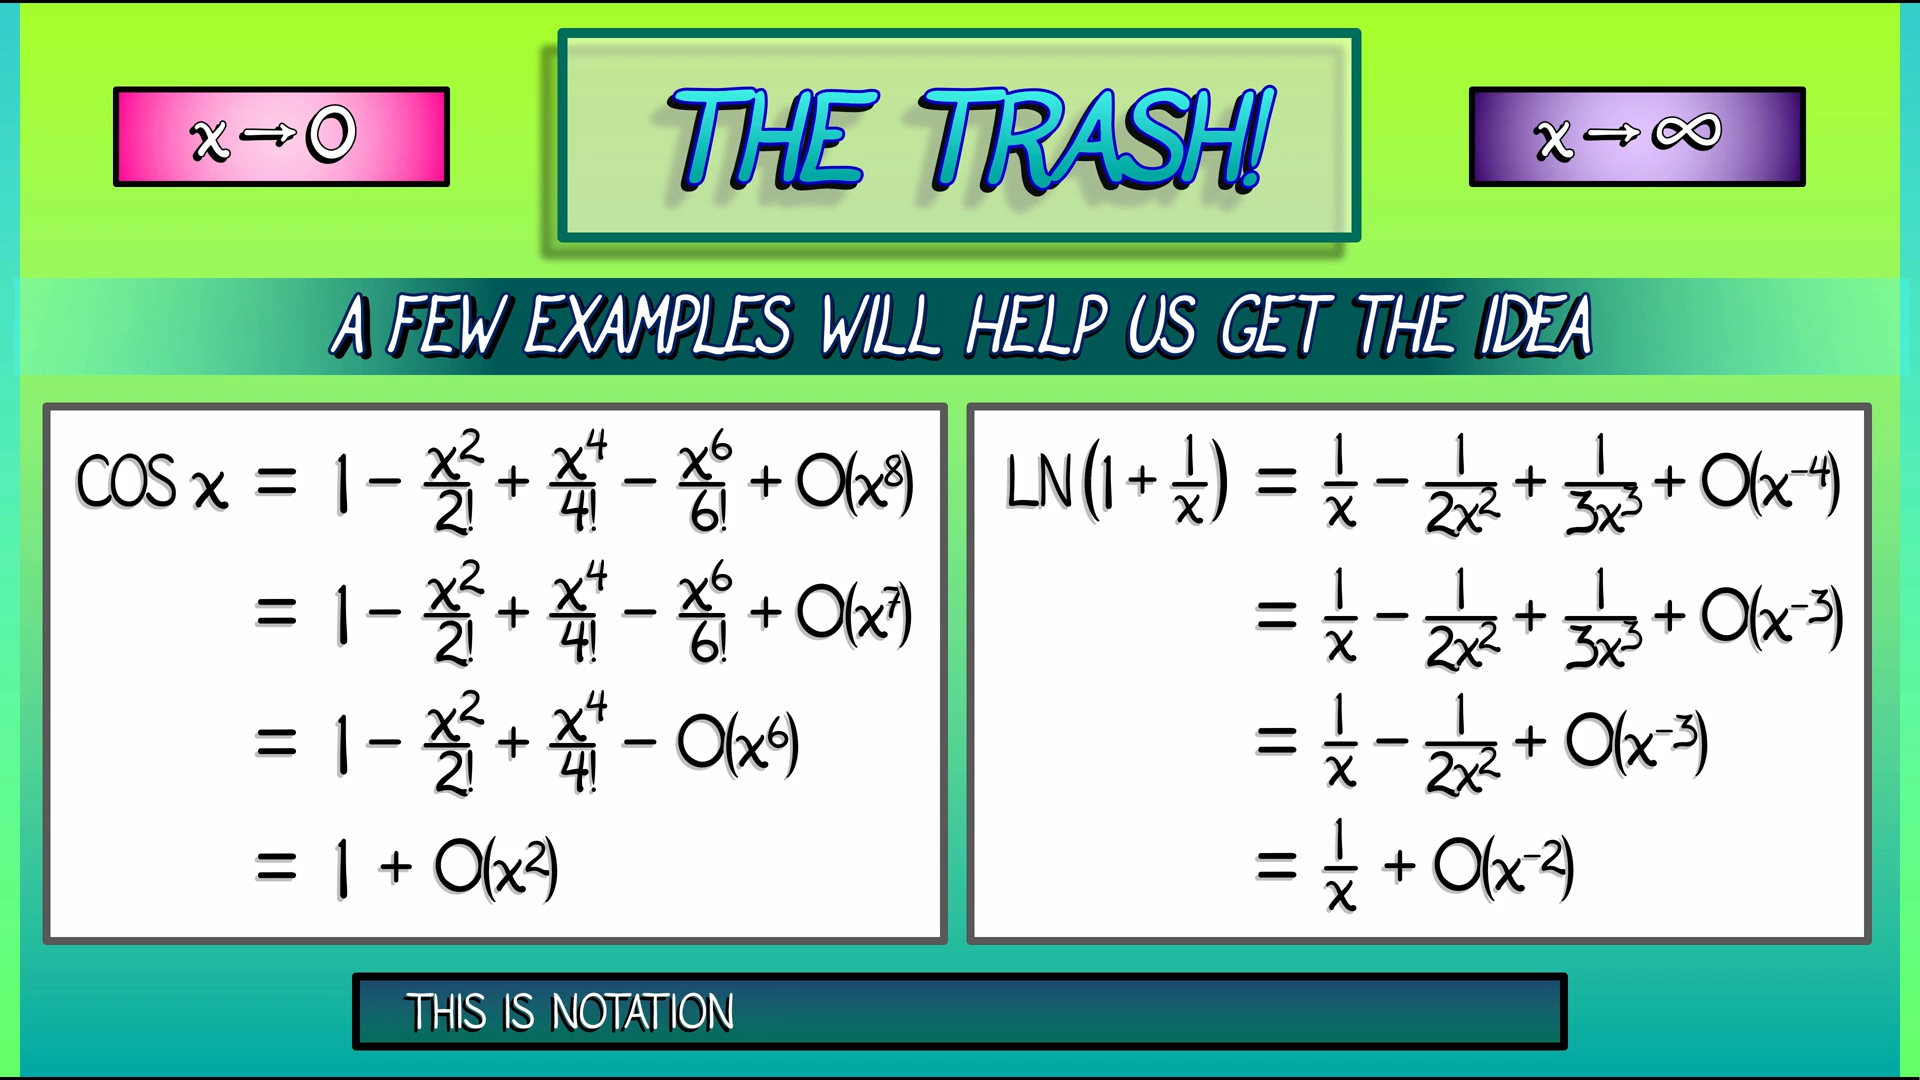 x → 0
THE TRASH!
x → ∞
A FEW EXAMPLES WILL HELP US GET THE IDEA
COS x = 1 − x²/2! + x⁴/4! − x⁶/6! + O(x⁸)
= 1 − x²/2! + x⁴/4! − x⁶/6! + O(x⁷)
= 1 − x²/2! + x⁴/4! − O(x⁶)
= 1 + O(x²)
LN(1 + 1/x) = 1/x − 1/2x² + 1/3x³ + O(x⁻⁴)
= 1/x − 1/2x² + 1/3x³ + O(x⁻³)
= 1/x − 1/2x² + O(x⁻³)
= 1/x + O(x⁻²)
THIS IS NOTATION